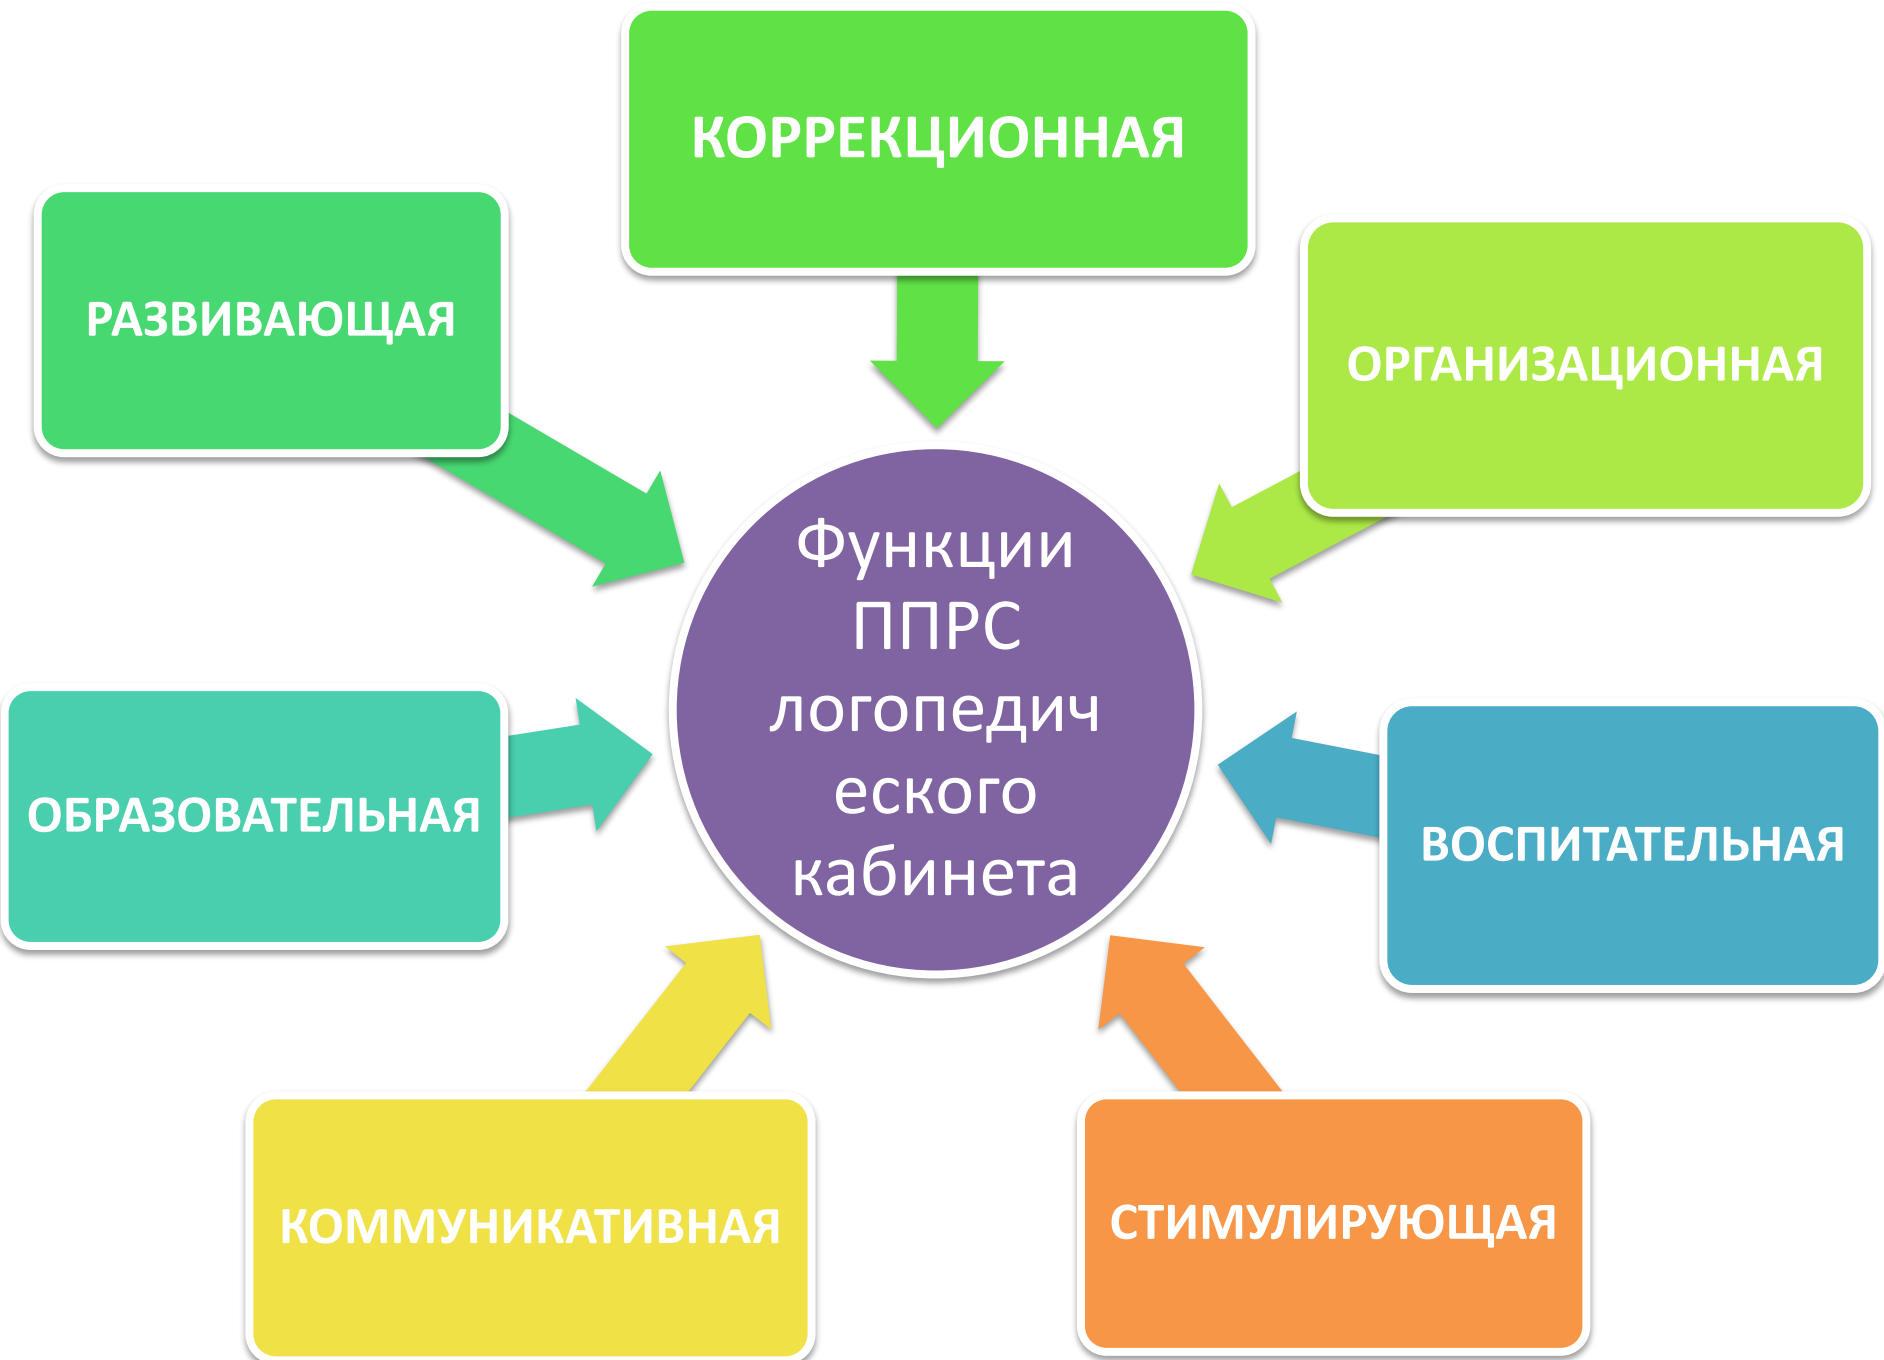 КОРРЕКЦИОННАЯ
РАЗВИВАЮЩАЯ
ОРГАНИЗАЦИОННАЯ
Функции
ППРС
логопедич
еского
кабинета
ОБРАЗОВАТЕЛЬНАЯ
ВОСПИТАТЕЛЬНАЯ
КОММУНИКАТИВНАЯ
СТИМУЛИРУЮЩАЯ